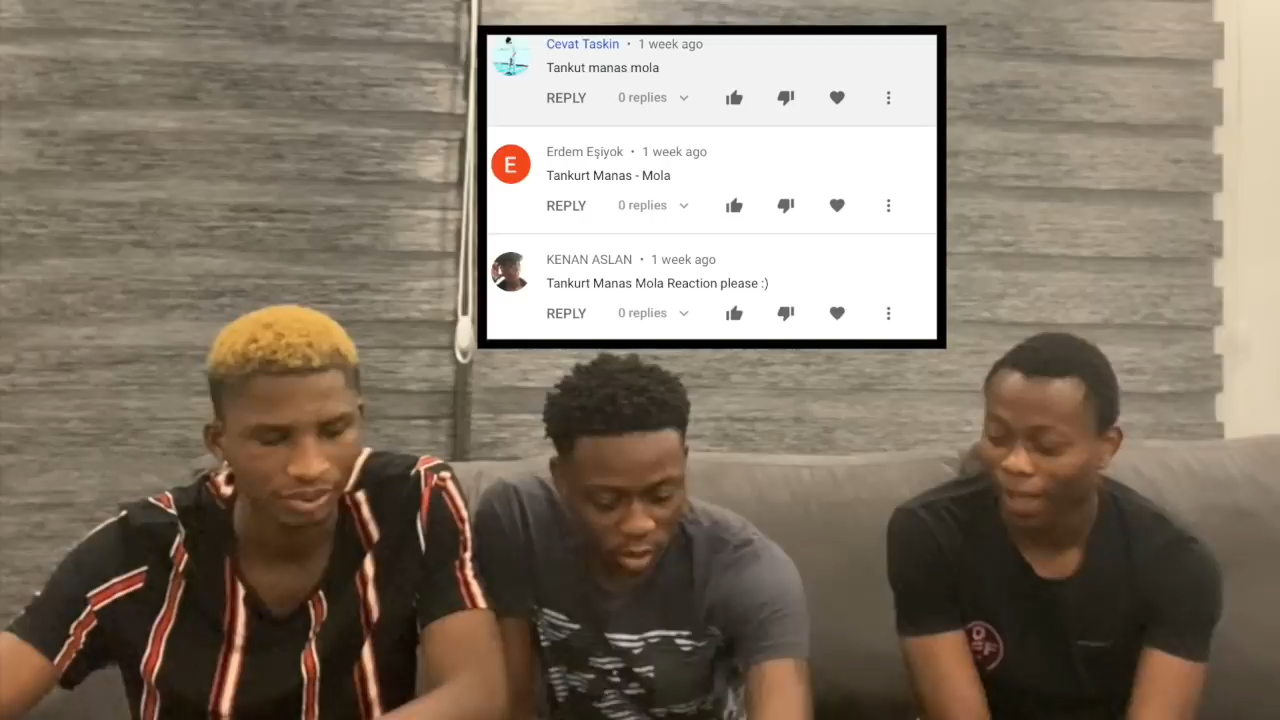 Cevat Taskin • 1 week ago
Tankut manas mola
REPLY 0 replies
E
Erdem Eşiyok • 1 week ago
Tankurt Manas - Mola
REPLY 0 replies
KENAN ASLAN • 1 week ago
Tankurt Manas Mola Reaction please :)
REPLY 0 replies